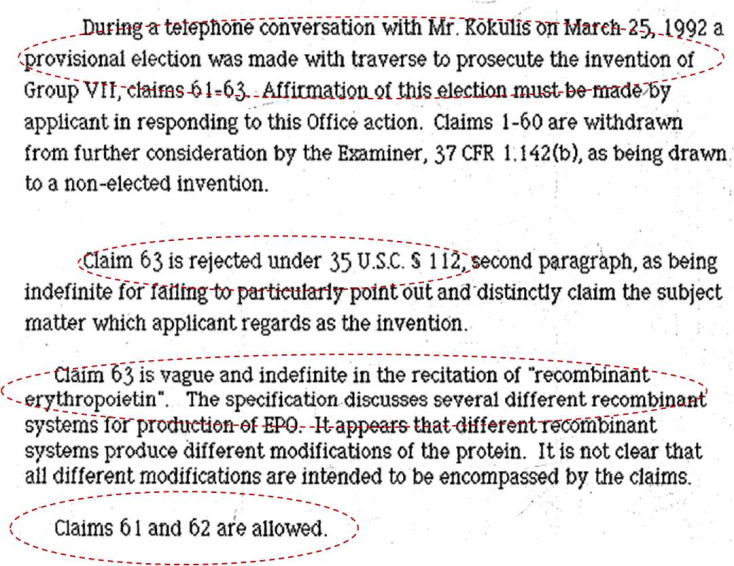 During a telephone conversation with Mr. Kokulis on March 25, 1992 a
provisional election was made with traverse to prosecute the invention of
Group VII, claims 61-63. Affirmation of this election must be made by
applicant in responding to this Office action. Claims 1-60 are withdrawn
from further consideration by the Examiner, 37 CFR 1.142(b), as being drawn
to a non-elected invention.
Claim 63 is rejected under 35 U.S.C. § 112, second paragraph, as being
indefinite for failing to particularly point out and distinctly claim the subject
matter which applicant regards as the invention.
Claim 63 is vague and indefinite in the recitation of "recombinant
erythropoietin". The specification discusses several different recombinant
systems for production of EPO. It appears that different recombinant
systems produce different modifications of the protein. It is not clear that
all different modifications are intended to be encompassed by the claims.
Claims 61 and 62 are allowed.